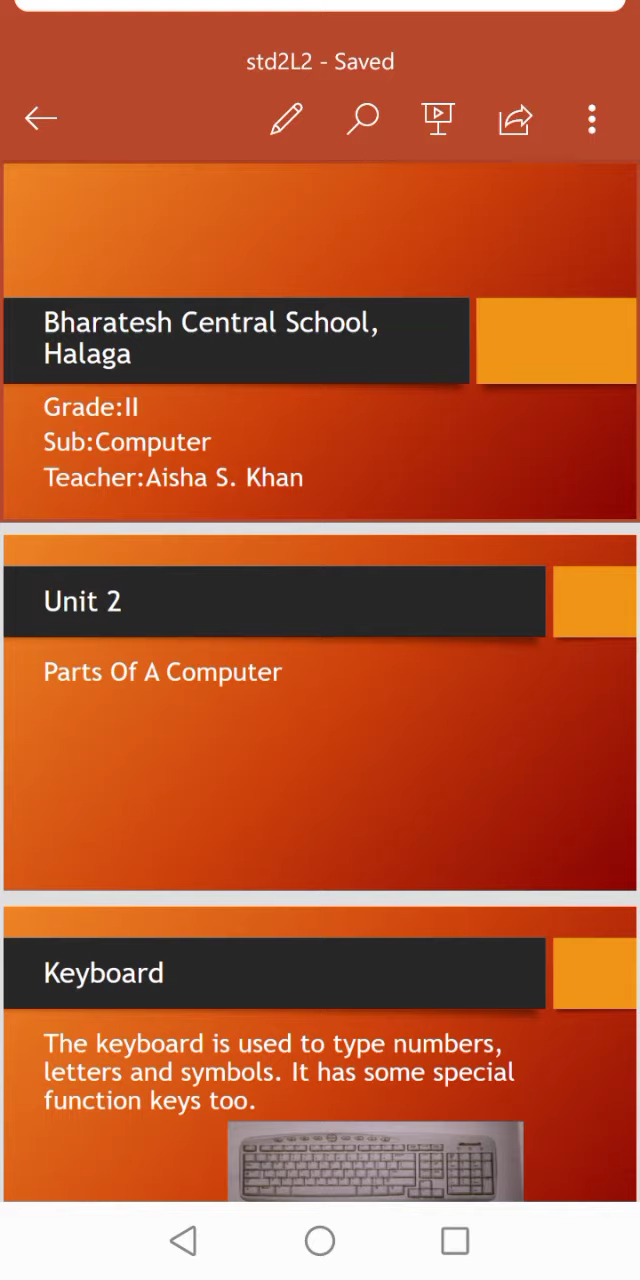 std2L2 - Saved
Bharatesh Central School,
Halaga
Grade:II
Sub:Computer
Teacher:Aisha S. Khan
Unit 2
Parts Of A Computer
Keyboard
The keyboard is used to type numbers,
letters and symbols. It has some special
function keys too.